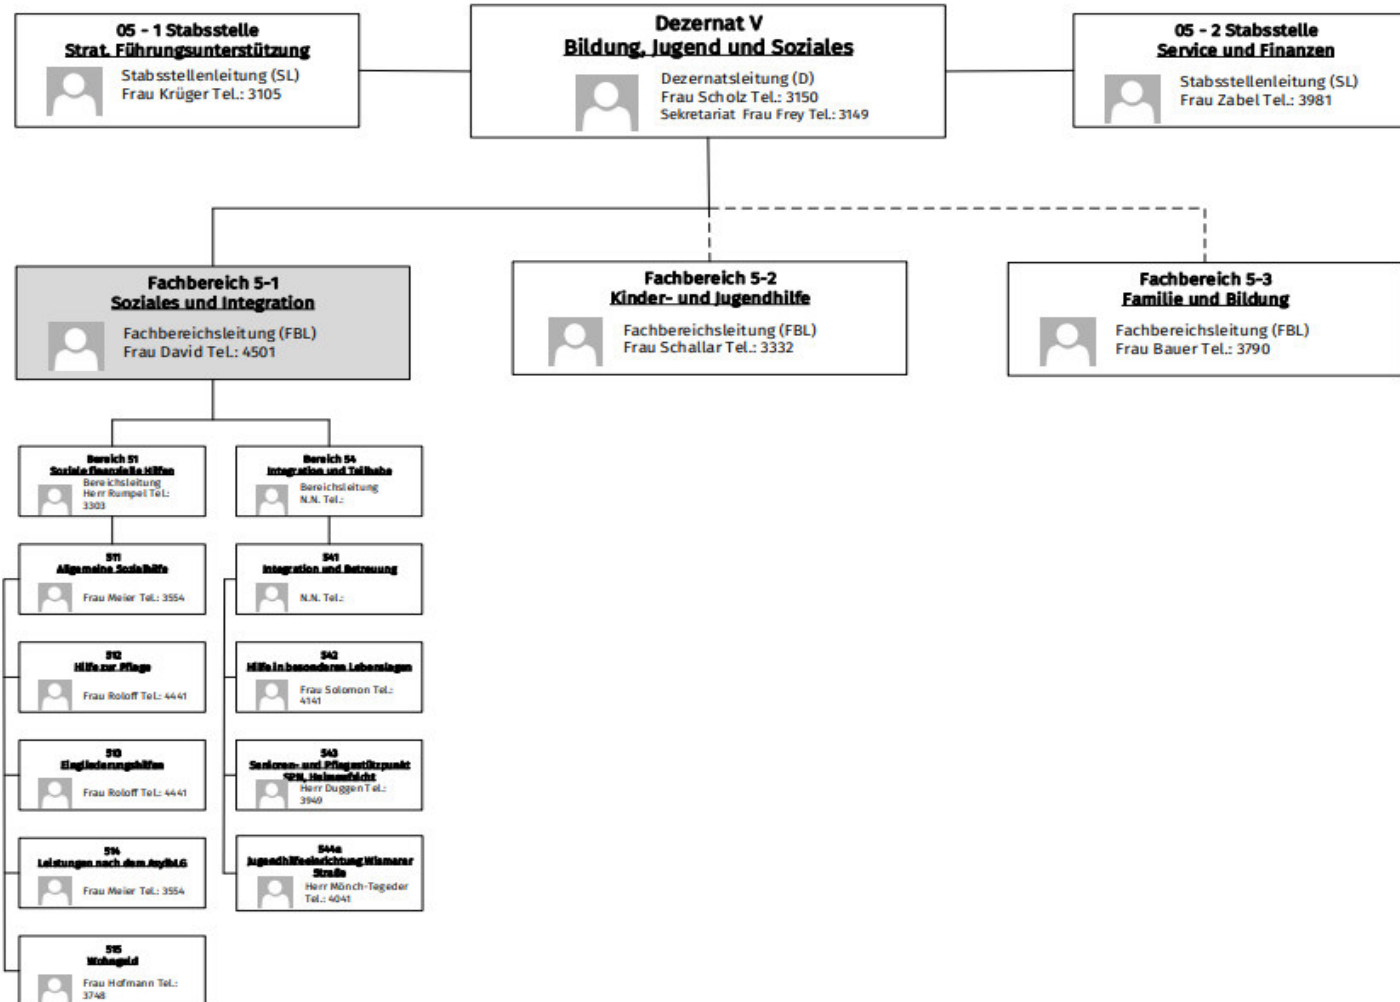 05 - 1 Stabsstelle
Strat. Führungsunterstützung
Stabsstellenleitung (SL)
Frau Krüger Tel.: 3105
Dezernat V
Bildung, Jugend und Soziales
Dezernatsleitung (D)
Frau Scholz Tel.: 3150
Sekretariat Frau Frey Tel.: 3149
05 - 2 Stabsstelle
Service und Finanzen
Stabsstellenleitung (SL)
Frau Zabel Tel.: 3981
Fachbereich 5-1
Soziales und Integration
Fachbereichsleitung (FBL)
Frau David Tel.: 4501
Fachbereich 5-2
Kinder- und Jugendhilfe
Fachbereichsleitung (FBL)
Frau Schallar Tel.: 3332
Fachbereich 5-3
Familie und Bildung
Fachbereichsleitung (FBL)
Frau Bauer Tel.: 3790
Bereich 51
Soziale finanzielle Hilfen
Bereichsleitung
Herr Rumpel Tel.:
3303
Bereich 54
Integration und Teilhabe
Bereichsleitung
N.N. Tel.:
511
Allgemeine Sozialhilfe
Frau Meier Tel.: 3554
541
Integration und Betreuung
N.N. Tel.:
512
Hilfe zur Pflege
Frau Roloff Tel.: 4441
542
Hilfe in besonderen Lebenslagen
Frau Solomon Tel.:
4141
513
Eingliederungshilfen
Frau Roloff Tel.: 4441
543
Senioren- und Pflegestützpunkt
SPN, Heimaufsicht
Herr Duggen Tel.:
3949
514
Leistungen nach dem AsylbLG
Frau Meier Tel.: 3554
544a
Jugendhilfeeinrichtung Wismarer
Straße
Herr Mönch-Tegeder
Tel.: 4041
515
Wohngeld
Frau Hofmann Tel.:
3748